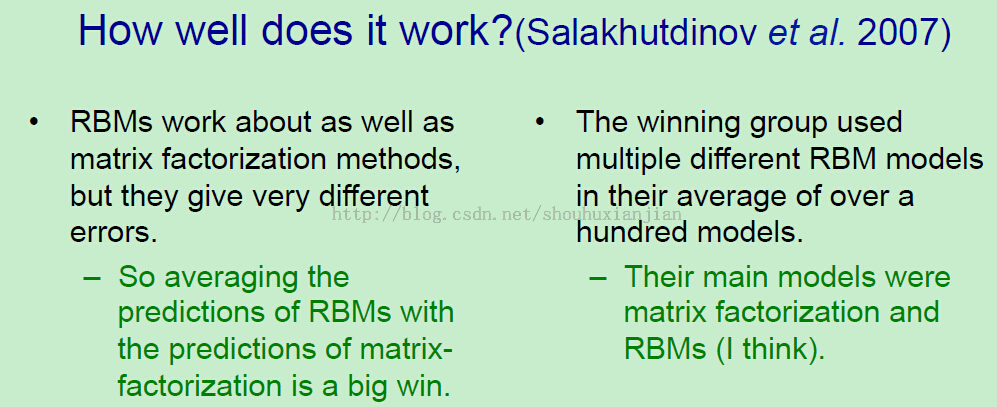 How well does it work?(Salakhutdinov et al. 2007)
• RBMs work about as well as
matrix factorization methods,
but they give very different
errors.
– So averaging the
predictions of RBMs with
the predictions of matrix-
factorization is a big win.
• The winning group used
multiple different RBM models
in their average of over a
hundred models.
– Their main models were
matrix factorization and
RBMs (I think).
http://blog.csdn.net/shouhuxianjian